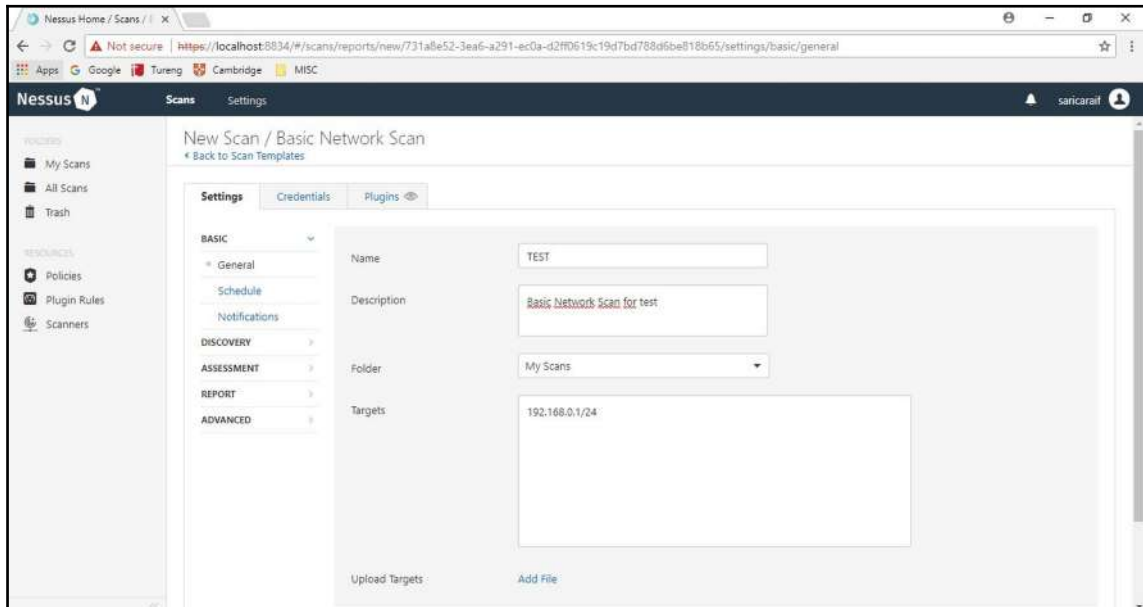 Nessus Home / Scans /
Not secure | https://localhost:8834/#/scans/reports/new/731a8e52-3ea6-a291-ec0a-d2ff0619c19d7bd788d6be818b65/settings/basic/general
Apps Google Tureng Cambridge MISC
Nessus N Scans Settings saricaraif
FOLDERS
My Scans
All Scans
Trash
RESOURCES
Policies
Plugin Rules
Scanners
New Scan / Basic Network Scan
Back to Scan Templates
Settings Credentials Plugins
BASIC
General
Schedule
Notifications
DISCOVERY
ASSESSMENT
REPORT
ADVANCED
Name TEST
Description Basic Network Scan for test
Folder My Scans
Targets 192.168.0.1/24
Upload Targets Add File